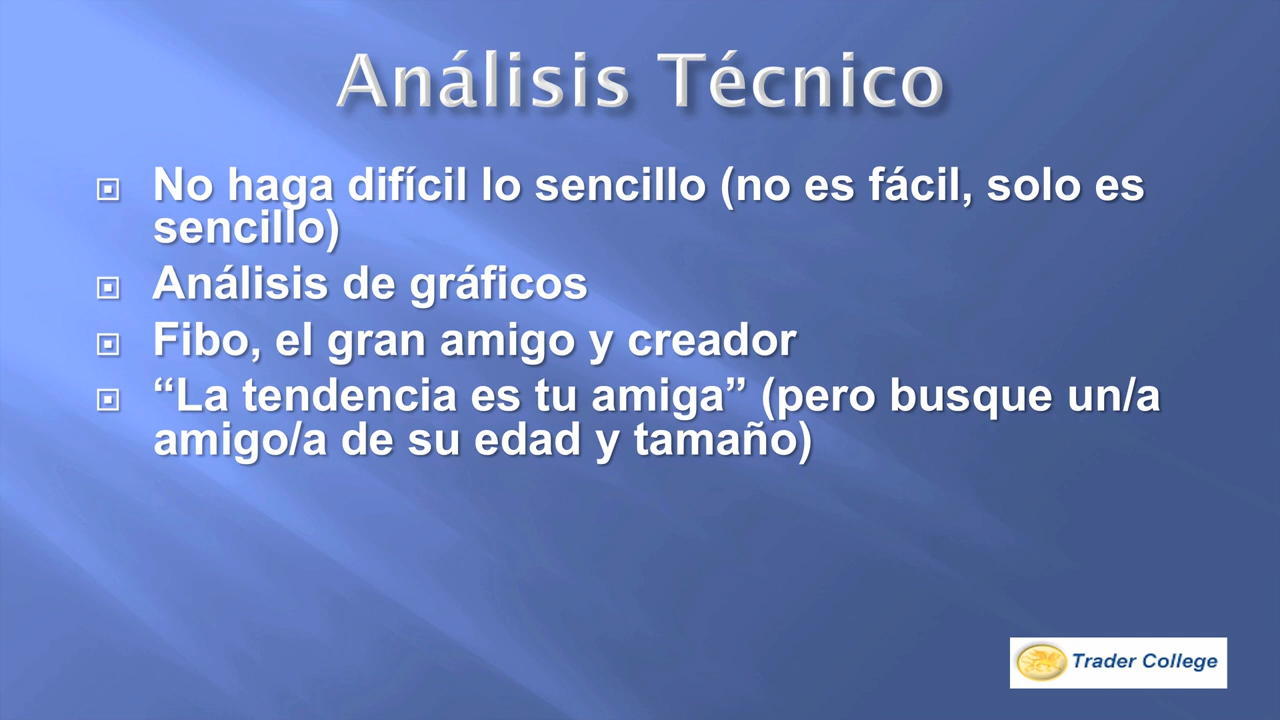 Análisis Técnico
No haga difícil lo sencillo (no es fácil, solo es
sencillo)
Análisis de gráficos
Fibo, el gran amigo y creador
“La tendencia es tu amiga” (pero busque un/a
amigo/a de su edad y tamaño)
Trader College